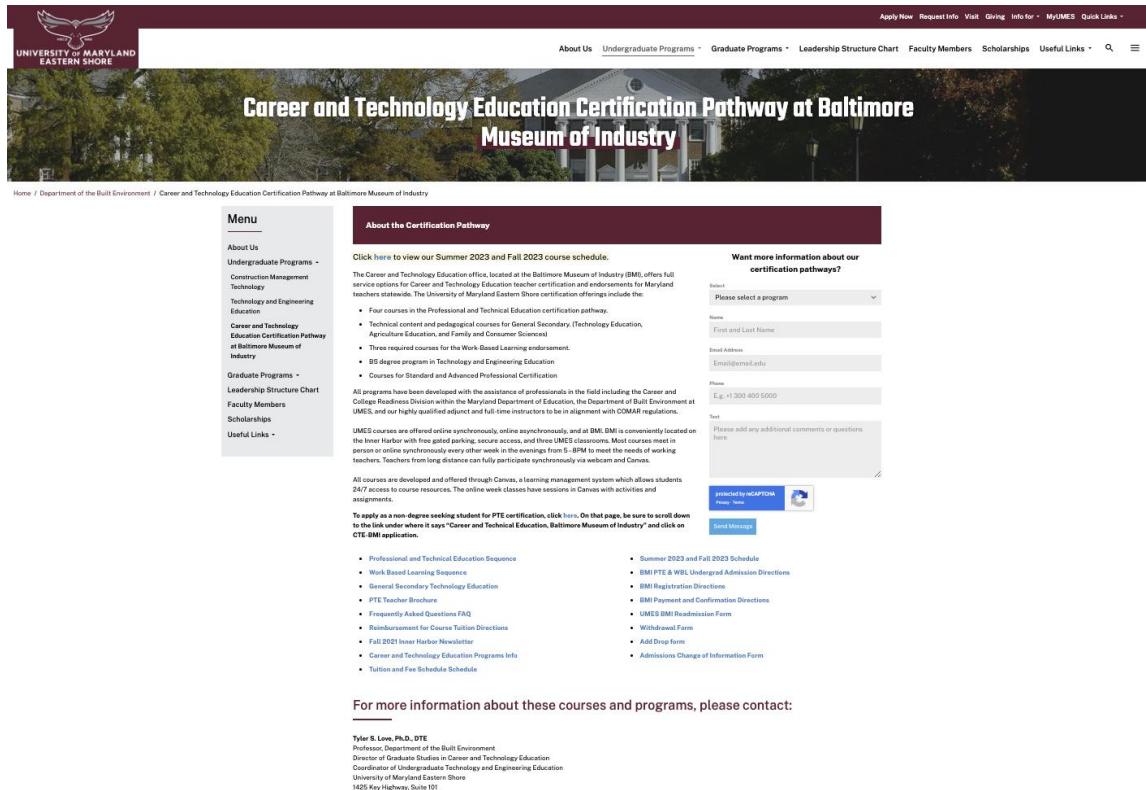 Apply Now Request Info Visit Giving Info for MyUMES Quick Links
UNIVERSITY OF MARYLAND
EASTERN SHORE
About Us Undergraduate Programs Graduate Programs Leadership Structure Chart Faculty Members Scholarships Useful Links
Career and Technology Education Certification Pathway at Baltimore
Museum of Industry
Home / Department of the Built Environment / Career and Technology Education Certification Pathway at Baltimore Museum of Industry
Menu
About Us
Undergraduate Programs
Construction Management
Technology
Technology and Engineering
Education
Career and Technology
Education Certification Pathway
at Baltimore Museum of
Industry
Graduate Programs
Leadership Structure Chart
Faculty Members
Scholarships
Useful Links
About the Certification Pathway
Click here to view our Summer 2023 and Fall 2023 course schedule.
The Career and Technology Education office, located at the Baltimore Museum of Industry (BMI), offers full
service options for Career and Technology Education teacher certification and endorsements for Maryland
teachers statewide. The University of Maryland Eastern Shore certification offerings include the:
• Four courses in the Professional and Technical Education certification pathway.
• Technical content and pedagogical courses for General Secondary. (Technology Education,
Agriculture Education, and Family and Consumer Sciences)
• Three required courses for the Work-Based Learning endorsement.
• BS degree program in Technology and Engineering Education
• Courses for Standard and Advanced Professional Certification
All programs have been developed with the assistance of professionals in the field including the Career and
College Readiness Division within the Maryland Department of Education, the Department of Built Environment at
UMES, and our highly qualified adjunct and full-time instructors to be in alignment with COMAR regulations.
UMES courses are offered online synchronously, online asynchronously, and at BMI. BMI is conveniently located on
the Inner Harbor with free gated parking, secure access, and three UMES classrooms. Most courses meet in
person or online synchronously every other week in the evenings from 5–8PM to meet the needs of working
teachers. Teachers from long distance can fully participate synchronously via webcam and Canvas.
All courses are developed and offered through Canvas, a learning management system which allows students
24/7 access to course resources. The online week classes have sessions in Canvas with activities and
assignments.
To apply as a non-degree seeking student for PTE certification, click here. On that page, be sure to scroll down
to the link under where it says "Career and Technical Education, Baltimore Museum of Industry" and click on
CTE-BMI application.
Want more information about our
certification pathways?
Select
Please select a program
Name
First and Last Name
Email Address
Email@email.edu
Phone
E.g. +1 300 400 5000
Text
Please add any additional comments or questions
here
protected by reCAPTCHA
Privacy - Terms
Send Message
• Professional and Technical Education Sequence
• Work Based Learning Sequence
• General Secondary Technology Education
• PTE Teacher Brochure
• Frequently Asked Questions FAQ
• Reimbursement for Course Tuition Directions
• Fall 2021 Inner Harbor Newsletter
• Career and Technology Education Programs Info
• Tuition and Fee Schedule Schedule
• Summer 2023 and Fall 2023 Schedule
• BMI PTE & WBL Undergrad Admission Directions
• BMI Registration Directions
• BMI Payment and Confirmation Directions
• UMES BMI Readmission Form
• Withdrawal Form
• Add Drop form
• Admissions Change of Information Form
For more information about these courses and programs, please contact:
Tyler S. Love, Ph.D., DTE
Professor, Department of the Built Environment
Director of Graduate Studies in Career and Technology Education
Coordinator of Undergraduate Technology and Engineering Education
University of Maryland Eastern Shore
1425 Key Highway, Suite 101